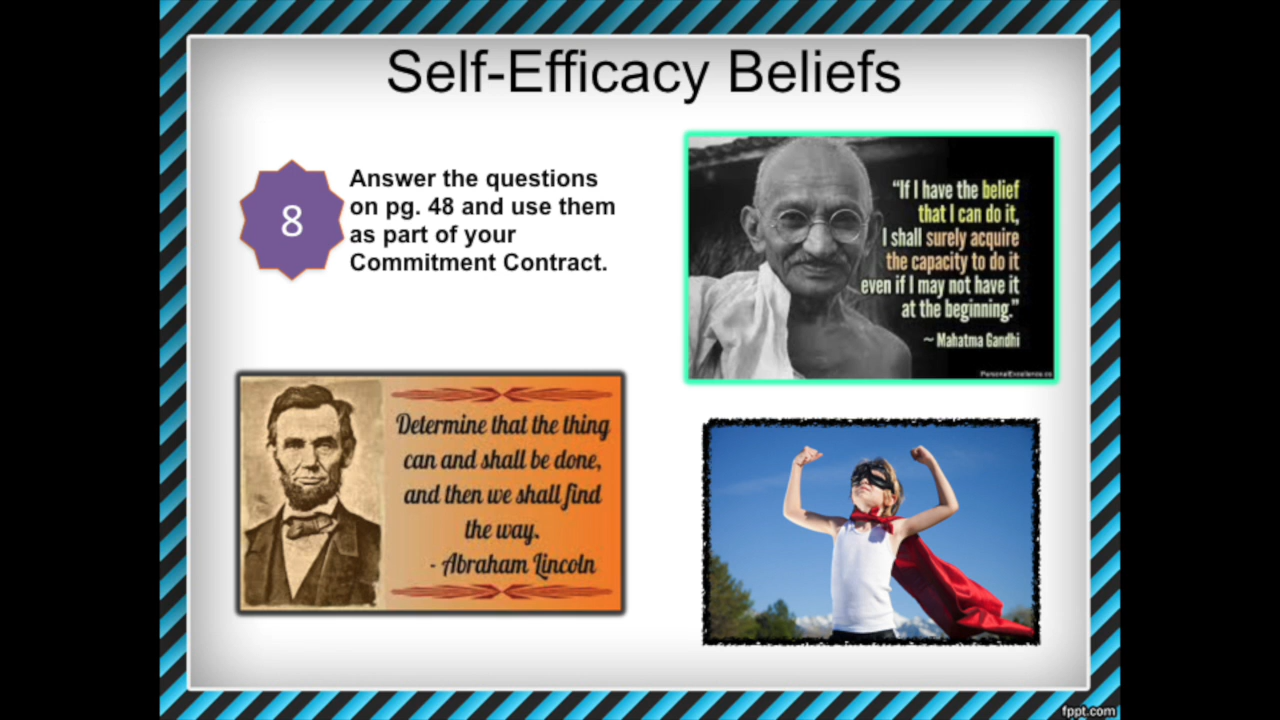 Self-Efficacy Beliefs
8
Answer the questions
on pg. 48 and use them
as part of your
Commitment Contract.
“If I have the belief
that I can do it,
I shall surely acquire
the capacity to do it
even if I may not have it
at the beginning.”
~ Mahatma Gandhi
PersonalExcellence.co
Determine that the thing
can and shall be done,
and then we shall find
the way.
- Abraham Lincoln
fppt.com